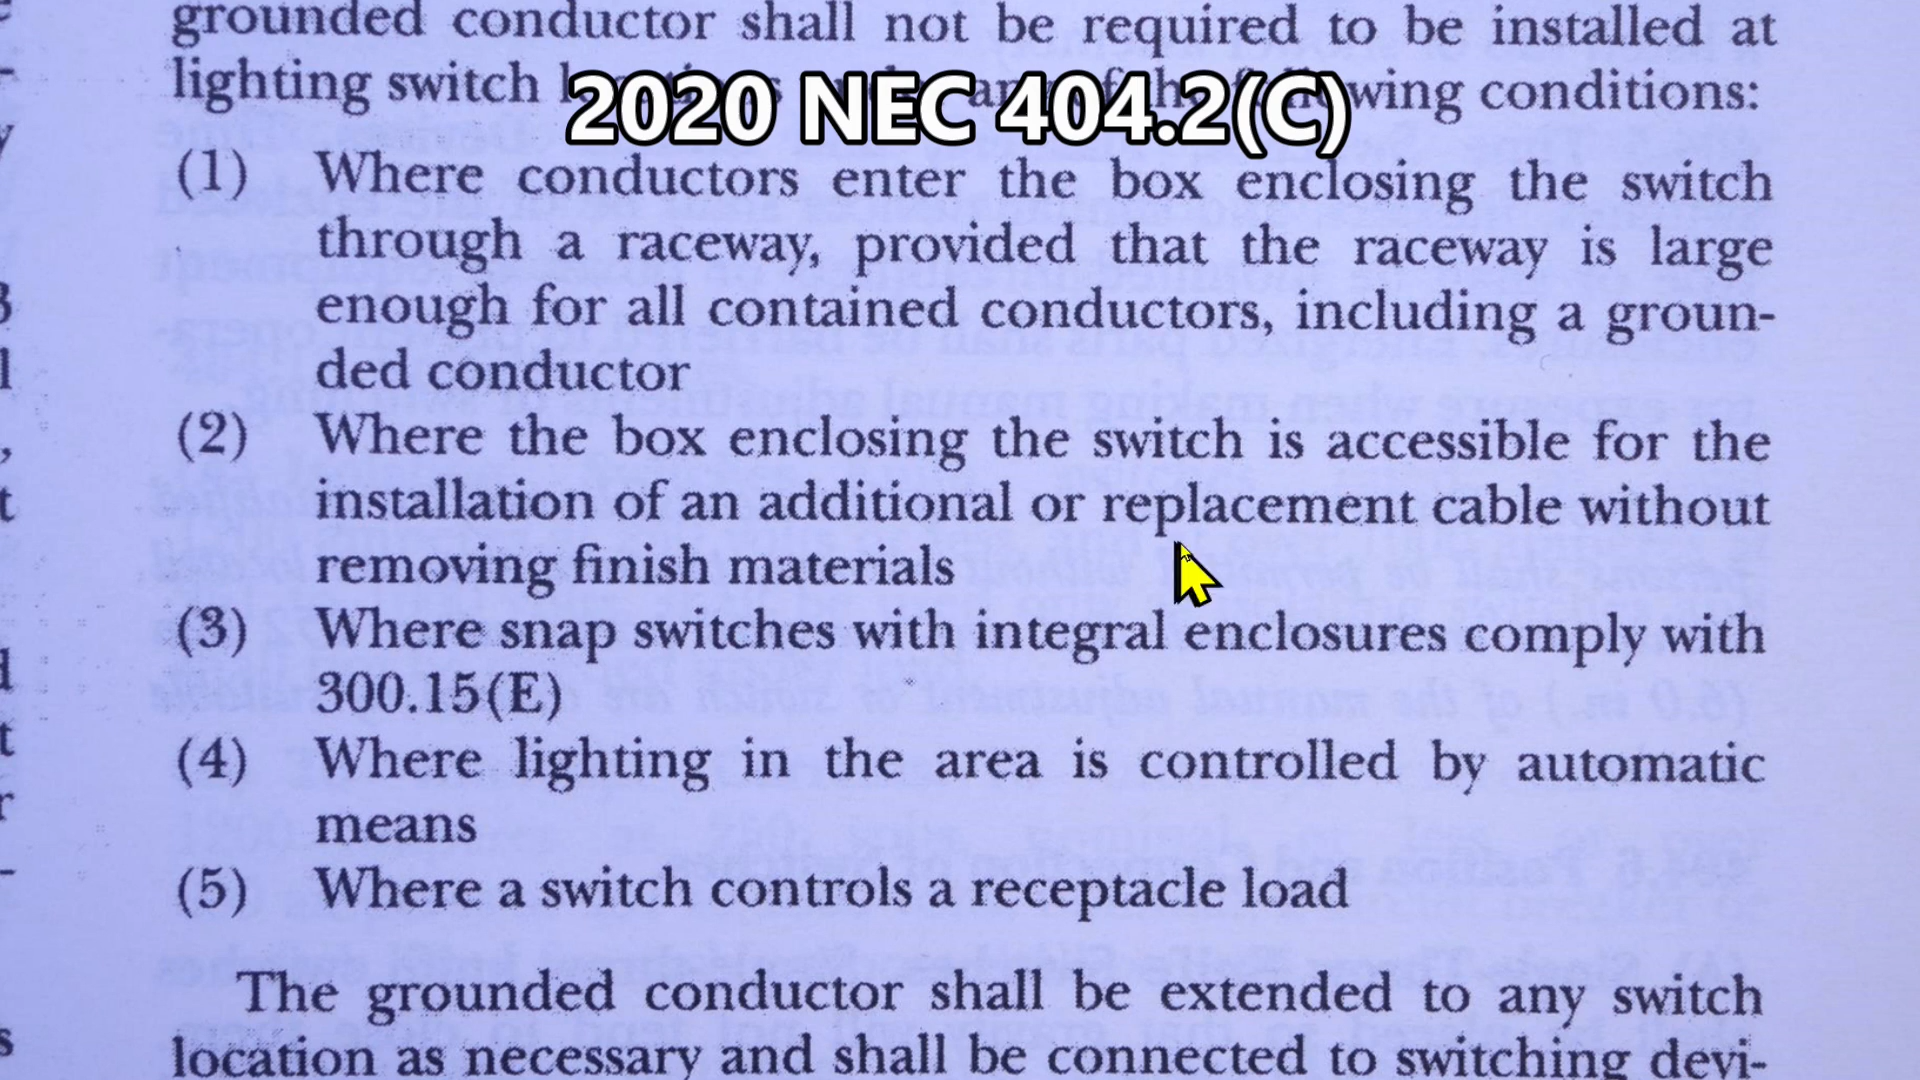 grounded conductor shall not be required to be installed at
lighting switch wing conditions:
2020 NEC 404.2(C)
(1) Where conductors enter the box enclosing the switch
through a raceway, provided that the raceway is large
enough for all contained conductors, including a groun-
ded conductor
(2) Where the box enclosing the switch is accessible for the
installation of an additional or replacement cable without
removing finish materials
(3) Where snap switches with integral enclosures comply with
300.15(E)
(4) Where lighting in the area is controlled by automatic
means
(5) Where a switch controls a receptacle load
The grounded conductor shall be extended to any switch
location as necessary and shall be connected to switching devi-